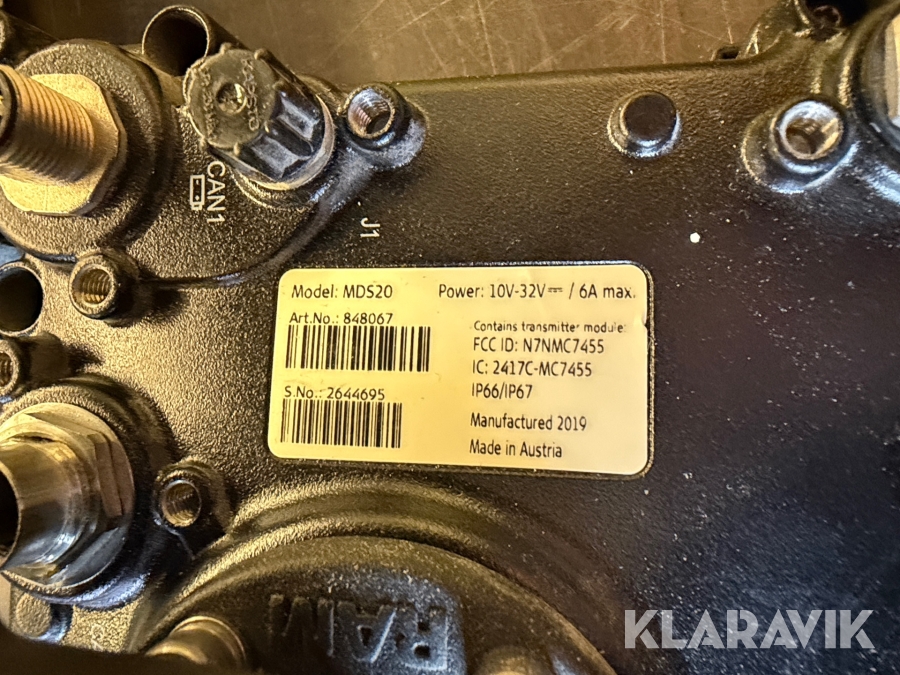 CAN1
J1
Model: MDS20
Power: 10V-32V⎓ / 6A max.
Art.No.: 848067
S.No.: 2644695
Contains transmitter module:
FCC ID: N7NMC7455
IC: 2417C-MC7455
IP66/IP67
Manufactured 2019
Made in Austria
RAM
KLARAVIK